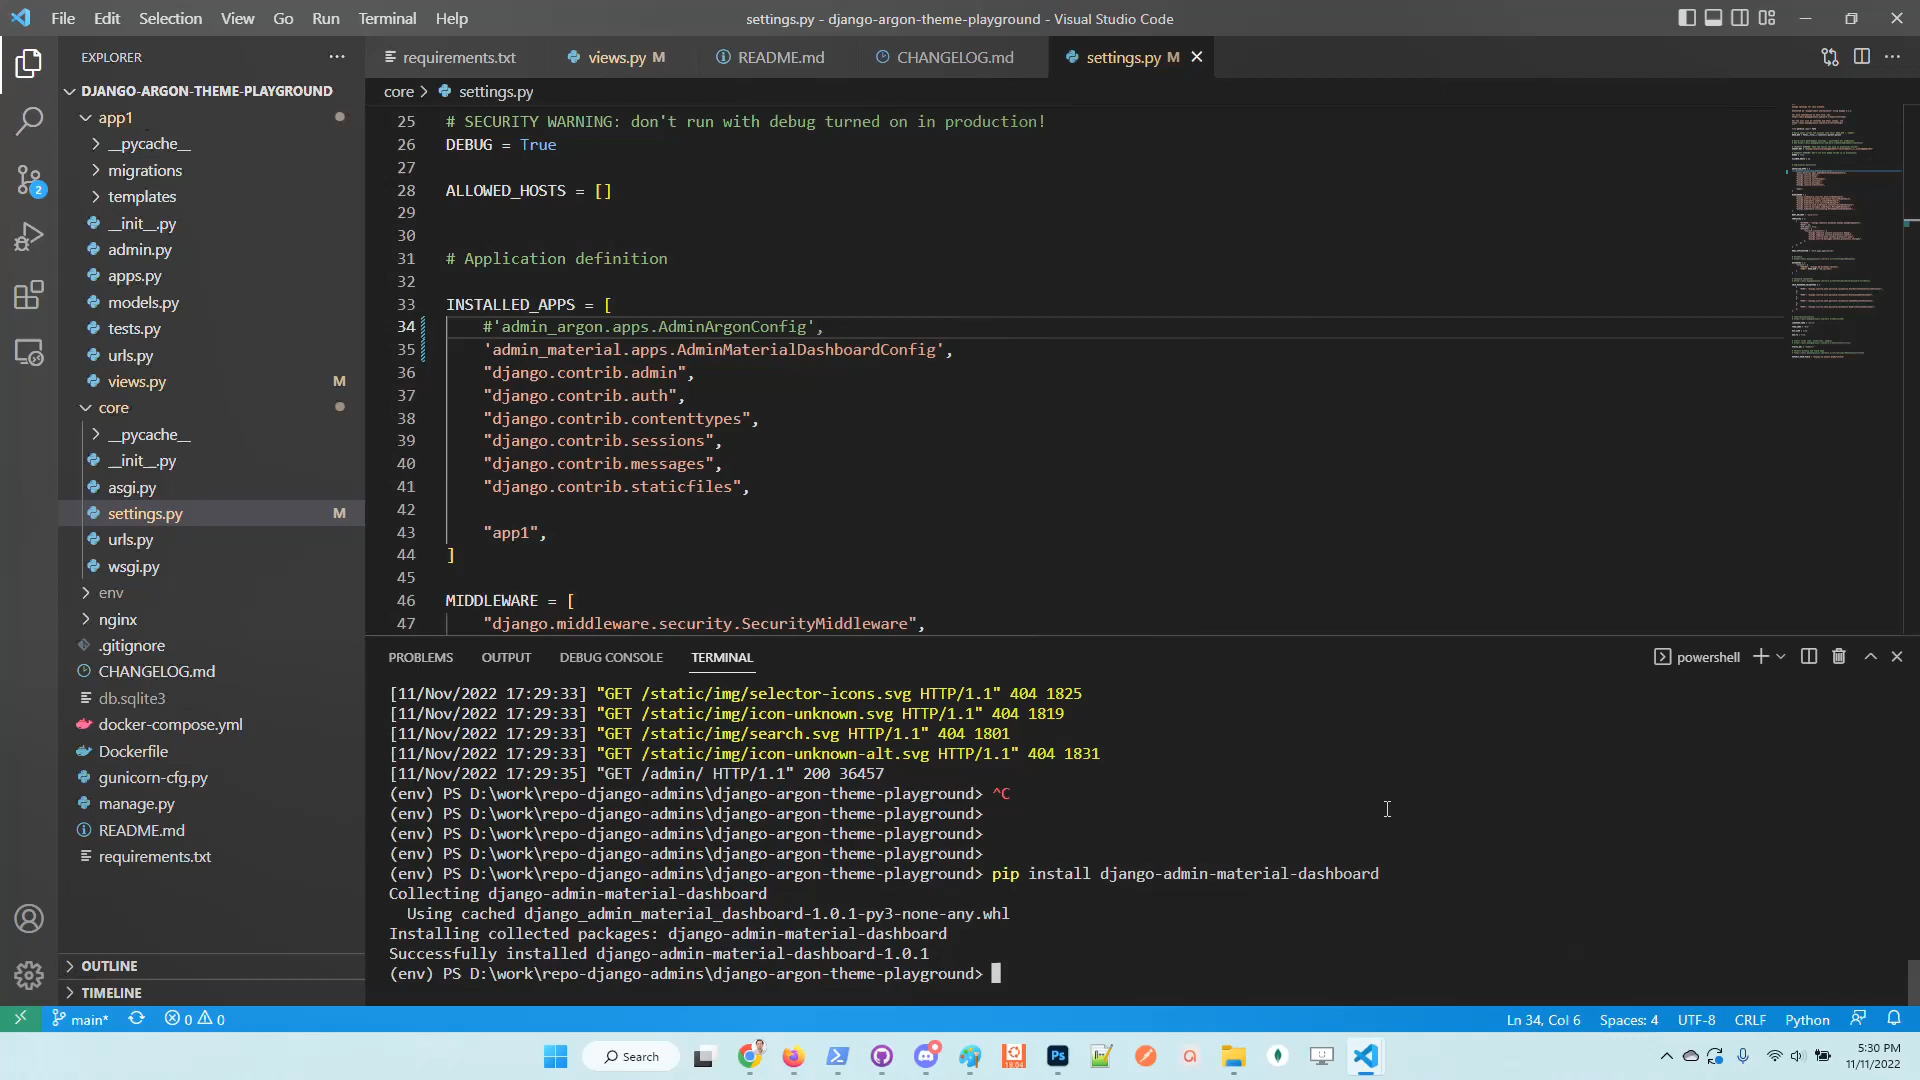 File Edit Selection View Go Run Terminal Help
settings.py - django-argon-theme-playground - Visual Studio Code
EXPLORER
DJANGO-ARGON-THEME-PLAYGROUND
app1
__pycache__
migrations
templates
__init__.py
admin.py
apps.py
models.py
tests.py
urls.py
views.py M
core
__pycache__
__init__.py
asgi.py
settings.py M
urls.py
wsgi.py
env
nginx
.gitignore
CHANGELOG.md
db.sqlite3
docker-compose.yml
Dockerfile
gunicorn-cfg.py
manage.py
README.md
requirements.txt
OUTLINE
TIMELINE
2
requirements.txt views.py M README.md CHANGELOG.md settings.py M
core > settings.py
25 # SECURITY WARNING: don't run with debug turned on in production!
26 DEBUG = True
27
28 ALLOWED_HOSTS = []
29
30
31 # Application definition
32
33 INSTALLED_APPS = [
34 #'admin_argon.apps.AdminArgonConfig',
35 'admin_material.apps.AdminMaterialDashboardConfig',
36 "django.contrib.admin",
37 "django.contrib.auth",
38 "django.contrib.contenttypes",
39 "django.contrib.sessions",
40 "django.contrib.messages",
41 "django.contrib.staticfiles",
42
43 "app1",
44 ]
45
46 MIDDLEWARE = [
47 "django.middleware.security.SecurityMiddleware",
PROBLEMS OUTPUT DEBUG CONSOLE TERMINAL
powershell
[11/Nov/2022 17:29:33] "GET /static/img/selector-icons.svg HTTP/1.1" 404 1825
[11/Nov/2022 17:29:33] "GET /static/img/icon-unknown.svg HTTP/1.1" 404 1819
[11/Nov/2022 17:29:33] "GET /static/img/search.svg HTTP/1.1" 404 1801
[11/Nov/2022 17:29:33] "GET /static/img/icon-unknown-alt.svg HTTP/1.1" 404 1831
[11/Nov/2022 17:29:35] "GET /admin/ HTTP/1.1" 200 36457
(env) PS D:\work\repo-django-admins\django-argon-theme-playground> ^C
(env) PS D:\work\repo-django-admins\django-argon-theme-playground>
(env) PS D:\work\repo-django-admins\django-argon-theme-playground>
(env) PS D:\work\repo-django-admins\django-argon-theme-playground>
(env) PS D:\work\repo-django-admins\django-argon-theme-playground> pip install django-admin-material-dashboard
Collecting django-admin-material-dashboard
Using cached django_admin_material_dashboard-1.0.1-py3-none-any.whl
Installing collected packages: django-admin-material-dashboard
Successfully installed django-admin-material-dashboard-1.0.1
(env) PS D:\work\repo-django-admins\django-argon-theme-playground>
main* 0 0
Ln 34, Col 6 Spaces: 4 UTF-8 CRLF Python
Search
Ps
18.04
5:30 PM
11/11/2022